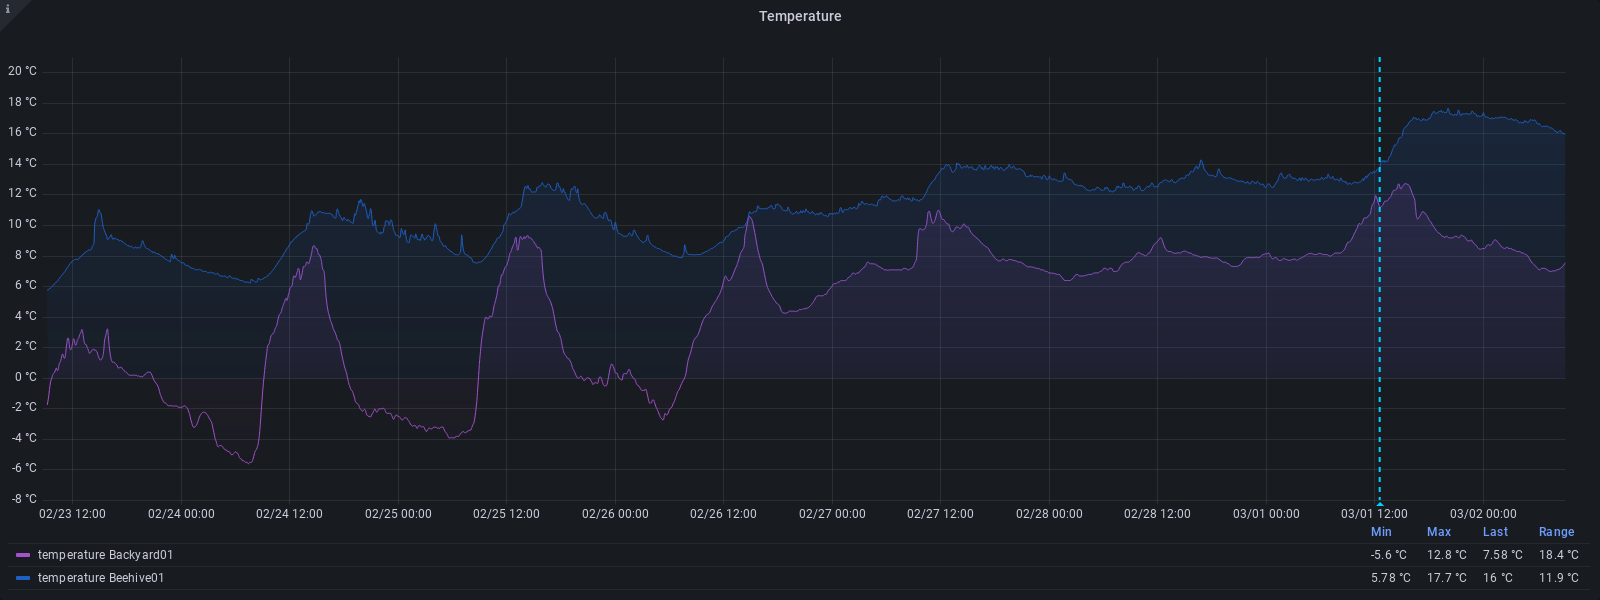 i
Temperature
20 °C
18 °C
16 °C
14 °C
12 °C
10 °C
8 °C
6 °C
4 °C
2 °C
0 °C
-2 °C
-4 °C
-6 °C
-8 °C
02/23 12:00 02/24 00:00 02/24 12:00 02/25 00:00 02/25 12:00 02/26 00:00 02/26 12:00 02/27 00:00 02/27 12:00 02/28 00:00 02/28 12:00 03/01 00:00 03/01 12:00 03/02 00:00
Min Max Last Range
temperature Backyard01 -5.6 °C 12.8 °C 7.58 °C 18.4 °C
temperature Beehive01 5.78 °C 17.7 °C 16 °C 11.9 °C